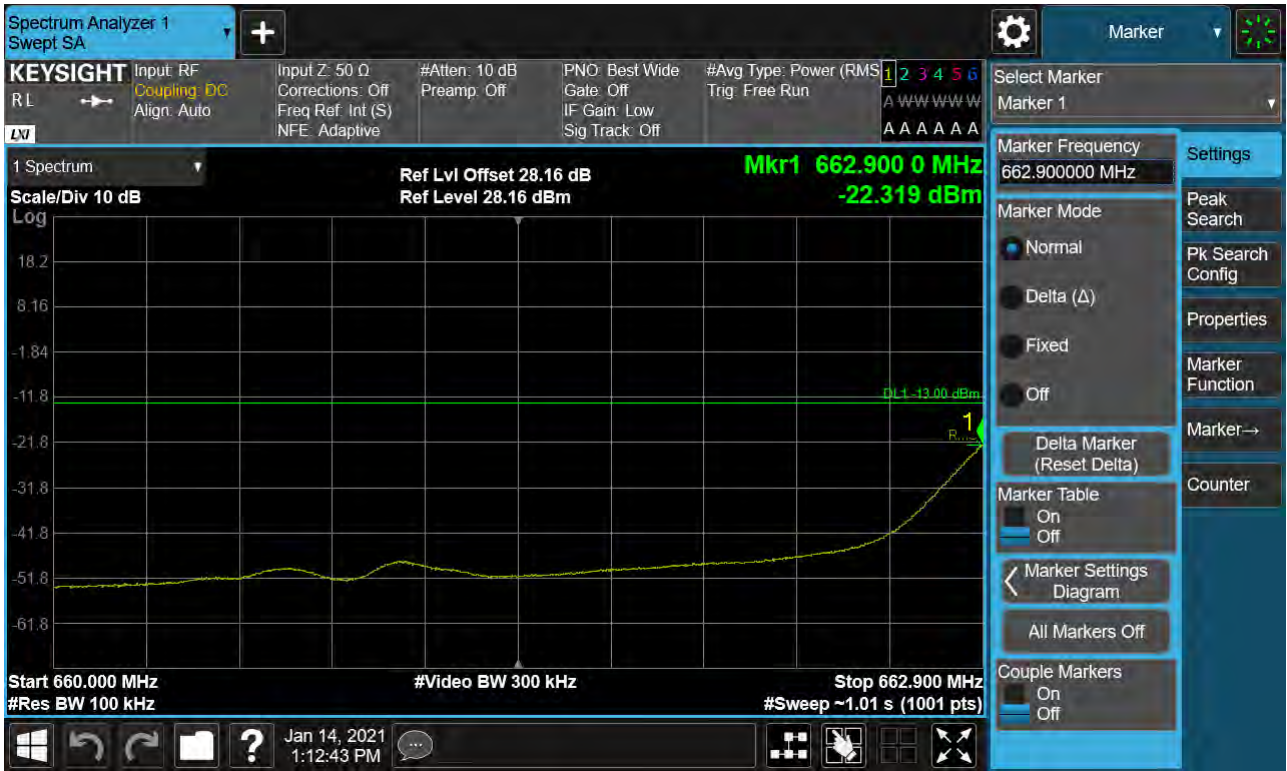 Spectrum Analyzer 1
Swept SA
+
Marker
KEYSIGHT
RL
LXI
Input: RF
Coupling: DC
Align: Auto
Input Z: 50 Ω
Corrections: Off
Freq Ref: Int (S)
NFE: Adaptive
#Atten: 10 dB
Preamp: Off
PNO: Best Wide
Gate: Off
IF Gain: Low
Sig Track: Off
#Avg Type: Power (RMS
Trig: Free Run
1 2 3 4 5 6
A W W W W W
A A A A A A
Select Marker
Marker 1
1 Spectrum
Scale/Div 10 dB
Log
Ref Lvl Offset 28.16 dB
Ref Level 28.16 dBm
Mkr1 662.900 0 MHz
-22.319 dBm
18.2
8.16
-1.84
-11.8
-21.8
-31.8
-41.8
-51.8
-61.8
DL1 -13.00 dBm
1
Start 660.000 MHz
#Res BW 100 kHz
#Video BW 300 kHz
Stop 662.900 MHz
#Sweep ~1.01 s (1001 pts)
Marker Frequency
662.900000 MHz
Marker Mode
Normal
Delta (Δ)
Fixed
Off
Delta Marker
(Reset Delta)
Marker Table
On
Off
Marker Settings
Diagram
All Markers Off
Couple Markers
On
Off
Settings
Peak
Search
Pk Search
Config
Properties
Marker
Function
Marker→
Counter
?
Jan 14, 2021
1:12:43 PM